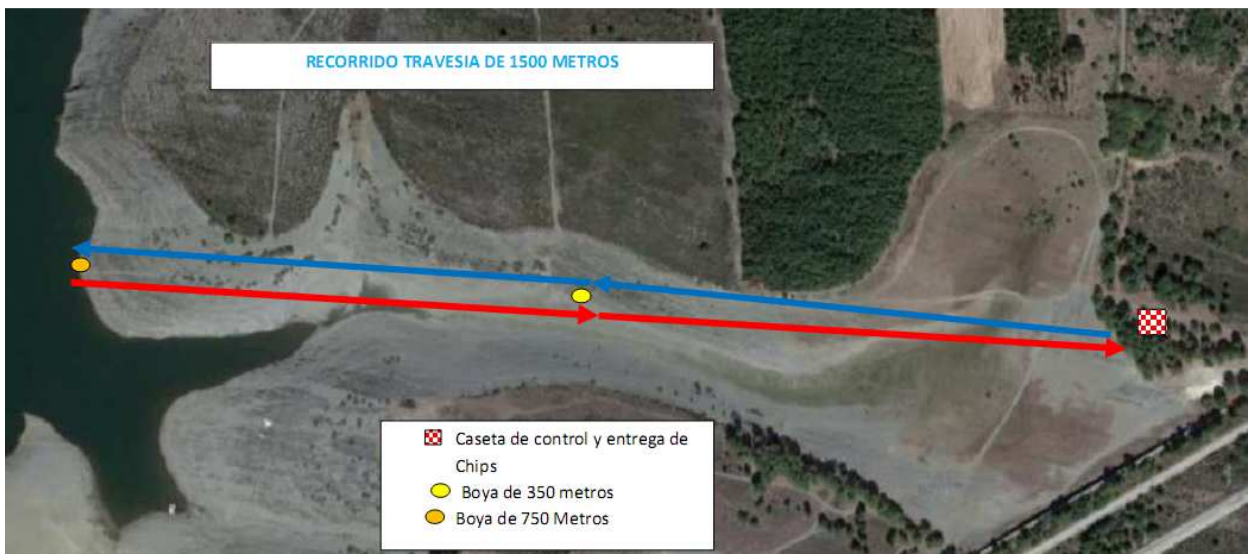 RECORRIDO TRAVESIA DE 1500 METROS
Caseta de control y entrega de
Chips
Boya de 350 metros
Boya de 750 Metros